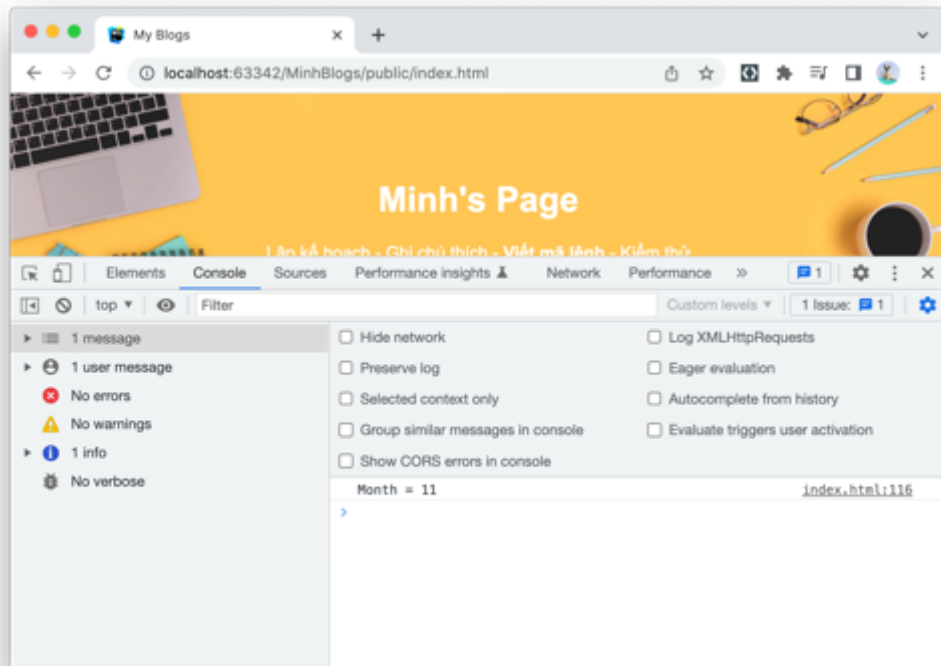 My Blogs
localhost:63342/MinhBlogs/public/index.html
Minh's Page
Lập kế hoạch - Ghi chú thích - Viết mã lệnh - Kiểm thử
Elements Console Sources Performance insights Network Performance » 1
top ▼ Filter Custom levels ▼ 1 Issue: 1
1 message
1 user message
No errors
No warnings
1 info
No verbose
Hide network Log XMLHttpRequests
Preserve log Eager evaluation
Selected context only Autocomplete from history
Group similar messages in console Evaluate triggers user activation
Show CORS errors in console
Month = 11 index.html:116